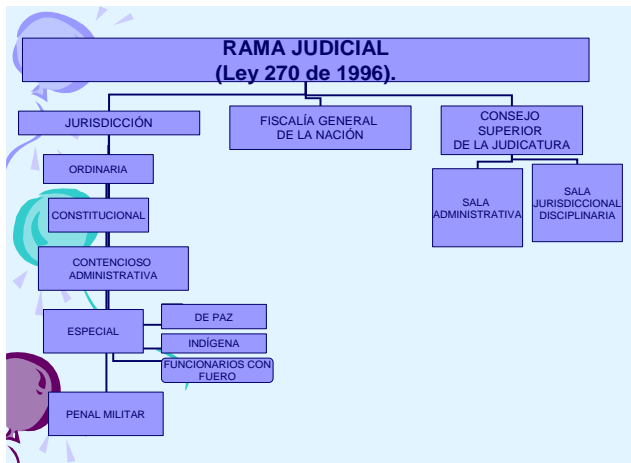 RAMA JUDICIAL
(Ley 270 de 1996).
JURISDICCIÓN
FISCALÍA GENERAL
DE LA NACIÓN
CONSEJO
SUPERIOR
DE LA JUDICATURA
ORDINARIA
CONSTITUCIONAL
CONTENCIOSO
ADMINISTRATIVA
ESPECIAL
DE PAZ
INDÍGENA
FUNCIONARIOS CON
FUERO
PENAL MILITAR
SALA
ADMINISTRATIVA
SALA
JURISDICCIONAL
DISCIPLINARIA